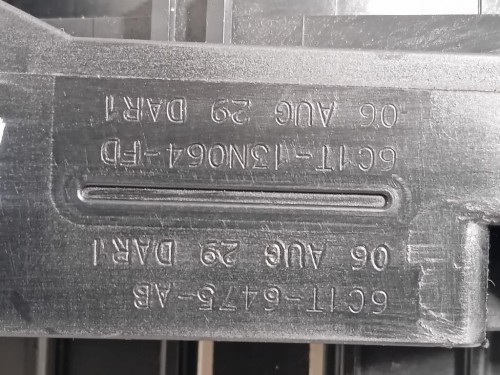 6C1T-6475-AB
06 AUG 29 DAR1
6C1T-13N064-FD
06 AUG 29 DAR1